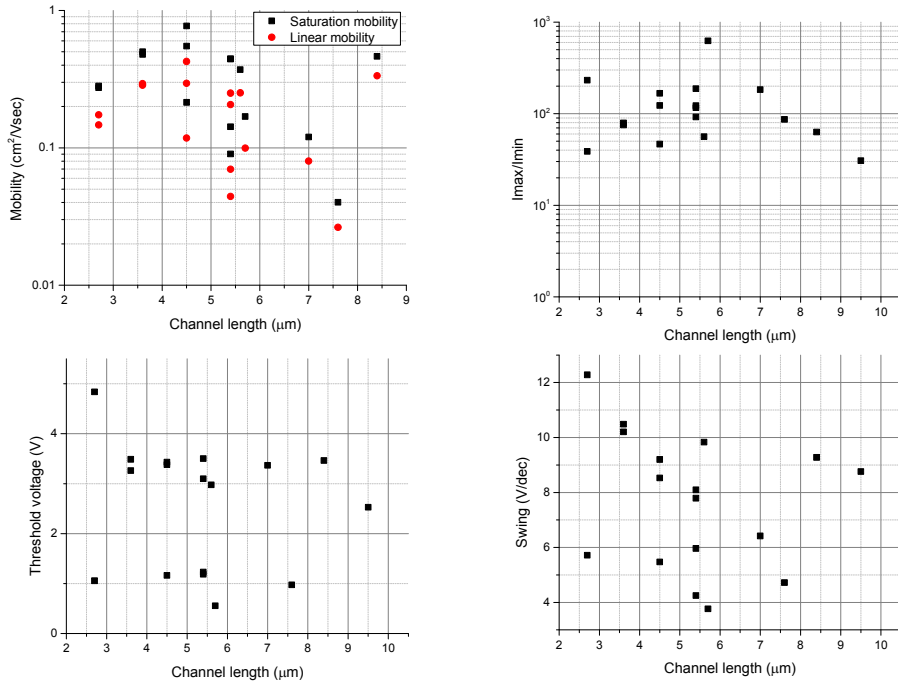 1
0.1
0.01
Mobility (cm²/Vsec)
Saturation mobility
Linear mobility
2 3 4 5 6 7 8 9
Channel length (μm)
10³
10²
10¹
10⁰
Imax/Imin
2 3 4 5 6 7 8 9 10
Channel length (μm)
4
2
0
Threshold voltage (V)
2 3 4 5 6 7 8 9 10
Channel length (μm)
12
10
8
6
4
Swing (V/dec)
2 3 4 5 6 7 8 9 10
Channel length (μm)